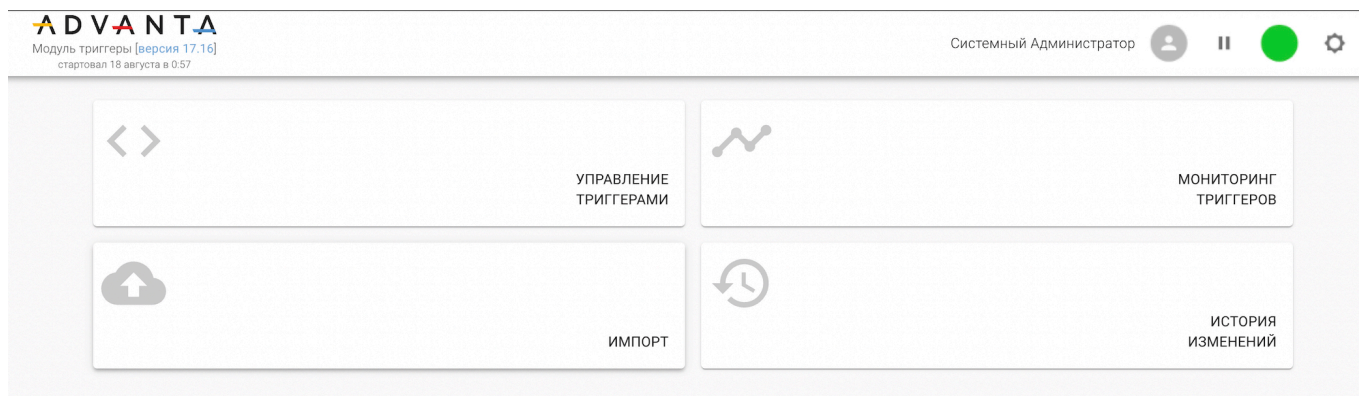 ADVANTA
Модуль триггеры [версия 17.16]
стартовал 18 августа в 0:57
Системный Администратор
УПРАВЛЕНИЕ
ТРИГГЕРАМИ
МОНИТОРИНГ
ТРИГГЕРОВ
ИМПОРТ
ИСТОРИЯ
ИЗМЕНЕНИЙ